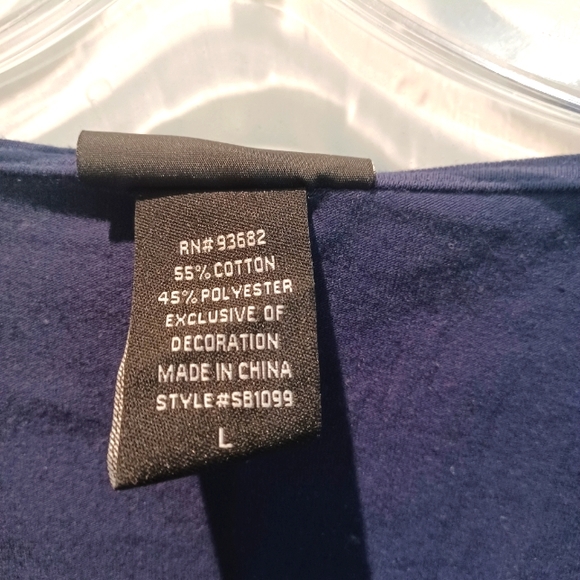 RN# 93682
55% COTTON
45% POLYESTER
EXCLUSIVE OF
DECORATION
MADE IN CHINA
STYLE#SB1099
L